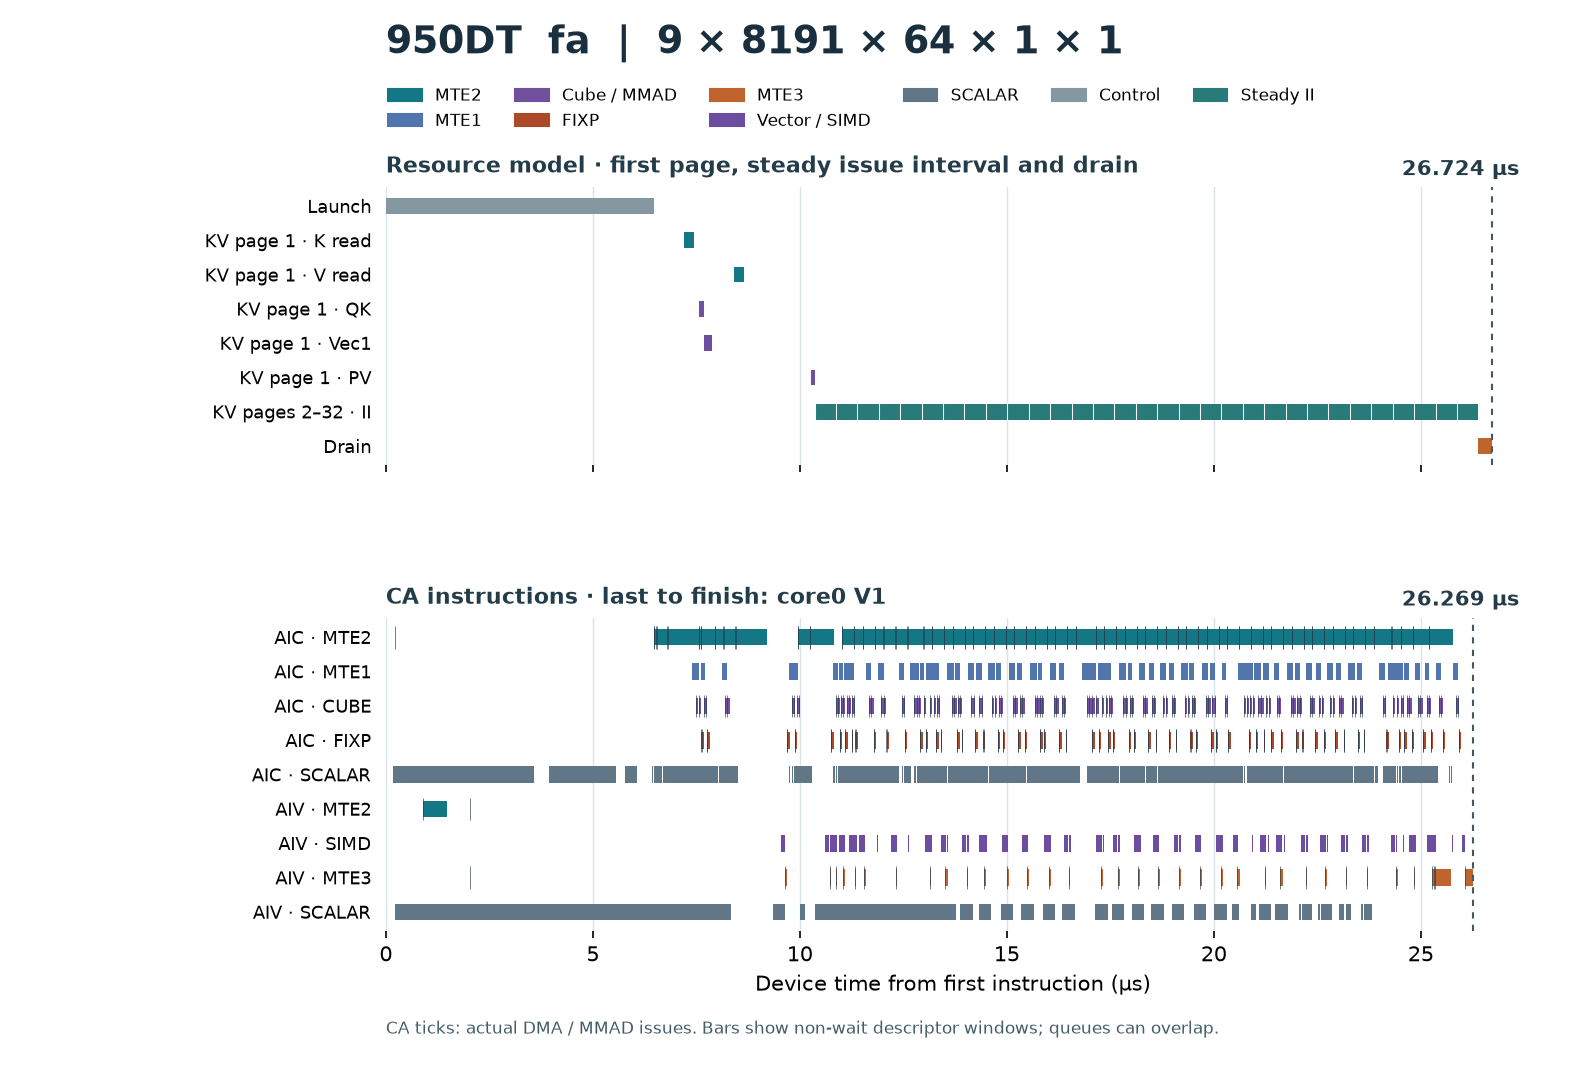 950DT  fa  |  9 × 8191 × 64 × 1 × 1
MTE2 Cube / MMAD MTE3 SCALAR Control Steady II
MTE1 FIXP Vector / SIMD
Resource model · first page, steady issue interval and drain
26.724 µs
Launch
KV page 1 · K read
KV page 1 · V read
KV page 1 · QK
KV page 1 · Vec1
KV page 1 · PV
KV pages 2–32 · II
Drain
CA instructions · last to finish: core0 V1
26.269 µs
AIC · MTE2
AIC · MTE1
AIC · CUBE
AIC · FIXP
AIC · SCALAR
AIV · MTE2
AIV · SIMD
AIV · MTE3
AIV · SCALAR
0 5 10 15 20 25
Device time from first instruction (µs)
CA ticks: actual DMA / MMAD issues. Bars show non-wait descriptor windows; queues can overlap.